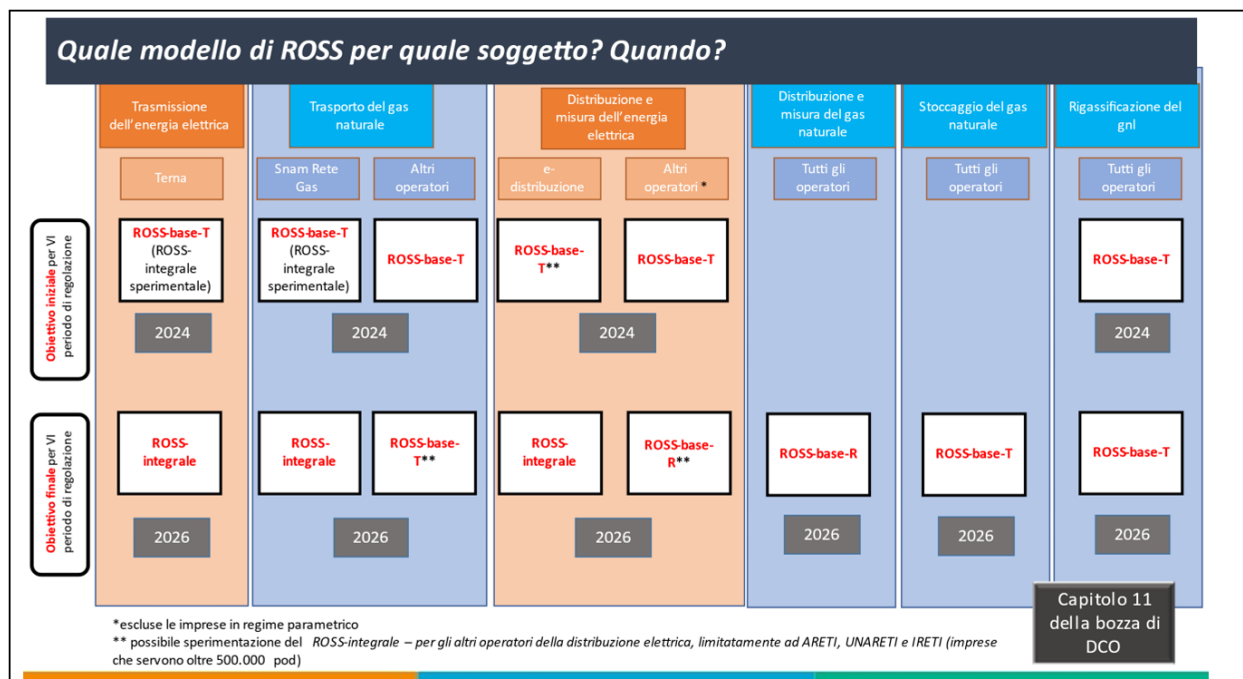 Quale modello di ROSS per quale soggetto? Quando?
Trasmissione
dell'energia elettrica
Trasporto del gas
naturale
Distribuzione e
misura dell'energia
elettrica
Distribuzione e
misura del gas
naturale
Stoccaggio del gas
naturale
Rigassificazione del
gnl
Terna
Snam Rete
Gas
Altri
operatori
e-
distribuzione
Altri
operatori *
Tutti gli
operatori
Tutti gli
operatori
Tutti gli
operatori
Obiettivo iniziale per VI
periodo di regolazione
ROSS-base-T
(ROSS-
integrale
sperimentale)
ROSS-base-T
(ROSS-
integrale
sperimentale)
ROSS-base-T
ROSS-base-
T**
ROSS-base-T
ROSS-base-T
2024
2024
2024
2024
Obiettivo finale per VI
periodo di regolazione
ROSS-
integrale
ROSS-
integrale
ROSS-base-
T**
ROSS-
integrale
ROSS-base-
R**
ROSS-base-R
ROSS-base-T
ROSS-base-T
2026
2026
2026
2026
2026
2026
*escluse le imprese in regime parametrico
** possibile sperimentazione del ROSS-integrale – per gli altri operatori della distribuzione elettrica, limitatamente ad ARETI, UNARETI e IRETI (imprese
che servono oltre 500.000 pod)
Capitolo 11
della bozza di
DCO